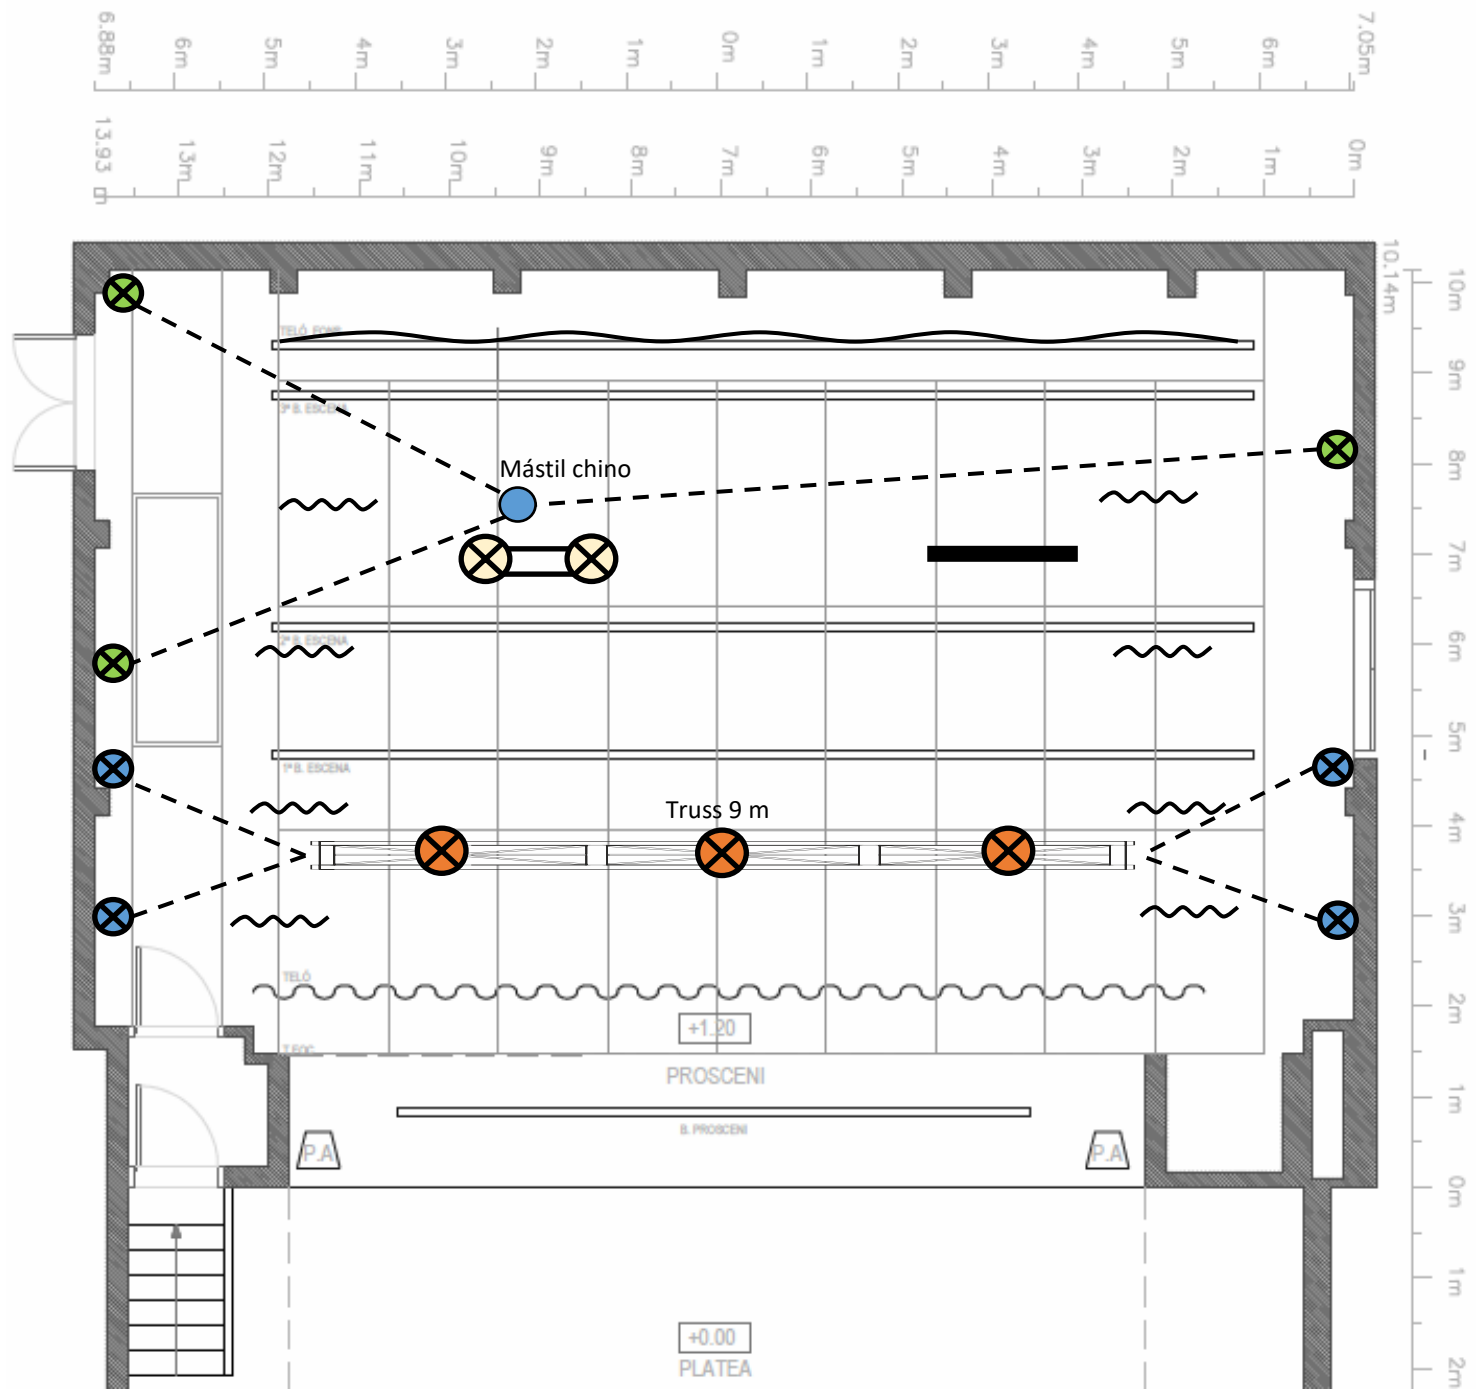 6.88m 6m 5m 4m 3m 2m 1m 0m 1m 2m 3m 4m 5m 6m 7.05m
13.93 m 13m 12m 11m 10m 9m 8m 7m 6m 5m 4m 3m 2m 1m 0m
10.14m
10m
9m
8m
7m
6m
5m
4m
3m
2m
1m
0m
1m
2m
TELÓ FONS
3ª B. ESCENA
Mástil chino
2ª B. ESCENA
1ª B. ESCENA
Truss 9 m
TELÓ
+1.20
T.FOC
PROSCENI
B. PROSCENI
P.A
P.A
+0.00
PLATEA